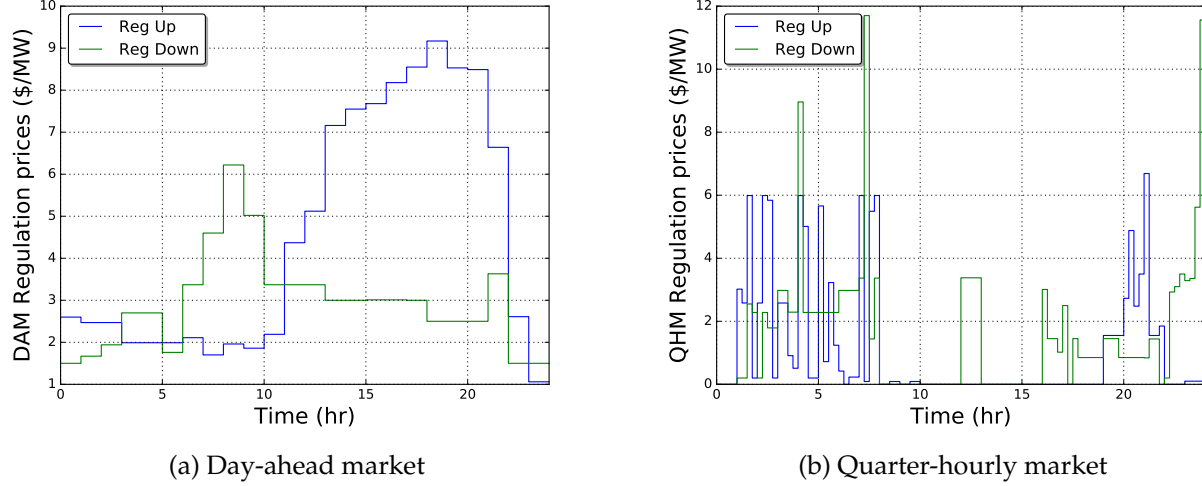 10
9
8
7
6
5
4
3
2
1
0
5
10
15
20
DAM Regulation prices ($/MW)
Time (hr)
Reg Up
Reg Down
(a) Day-ahead market
12
10
8
6
4
2
0
0
5
10
15
20
QHM Regulation prices ($/MW)
Time (hr)
Reg Up
Reg Down
(b) Quarter-hourly market